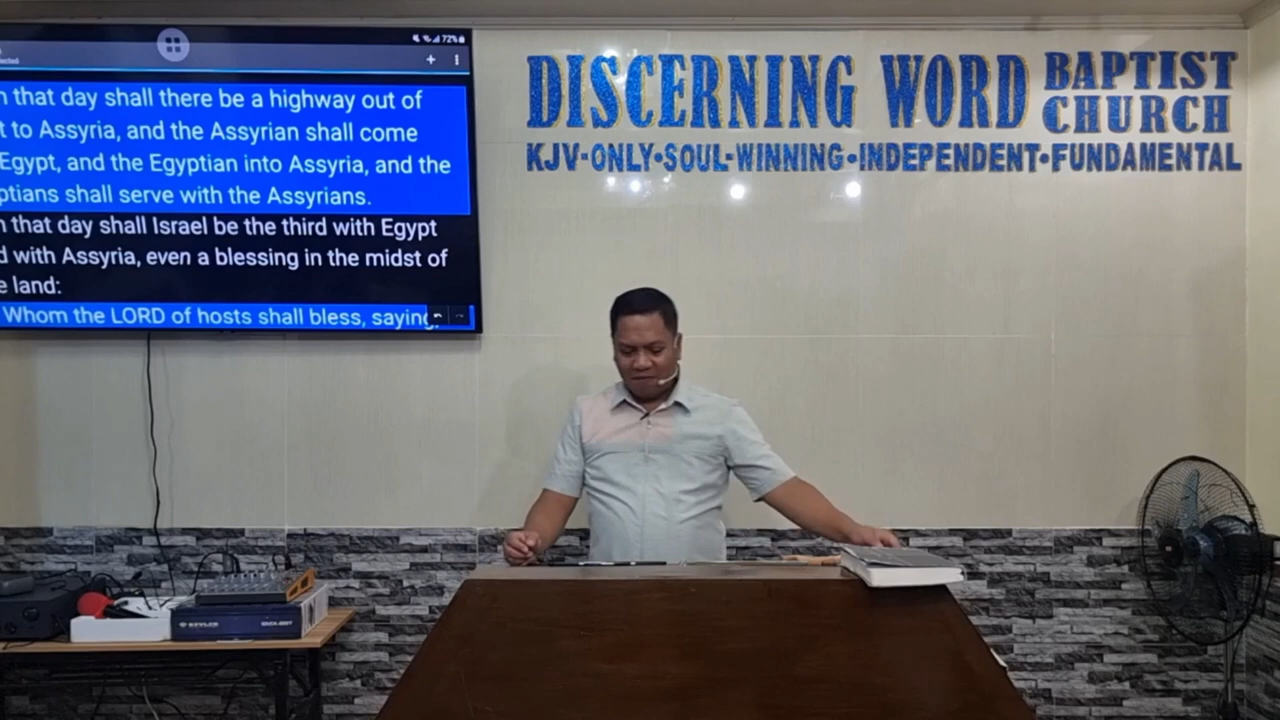 72%
n that day shall there be a highway out of
t to Assyria, and the Assyrian shall come
Egypt, and the Egyptian into Assyria, and the
ptians shall serve with the Assyrians.
n that day shall Israel be the third with Egypt
d with Assyria, even a blessing in the midst of
e land:
Whom the LORD of hosts shall bless, saying,
DISCERNING WORD BAPTIST CHURCH
KJV-ONLY•SOUL-WINNING•INDEPENDENT•FUNDAMENTAL
KEVLER